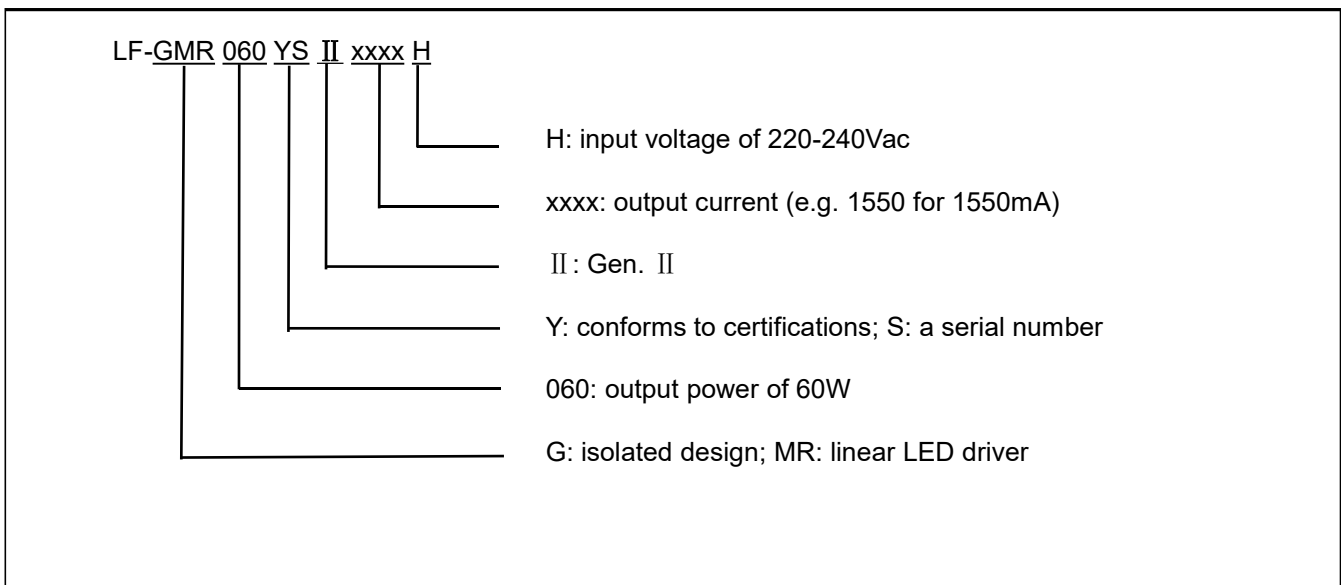 LF-GMR 060 YS Ⅱ xxxx H
H: input voltage of 220-240Vac
xxxx: output current (e.g. 1550 for 1550mA)
Ⅱ: Gen. Ⅱ
Y: conforms to certifications; S: a serial number
060: output power of 60W
G: isolated design; MR: linear LED driver